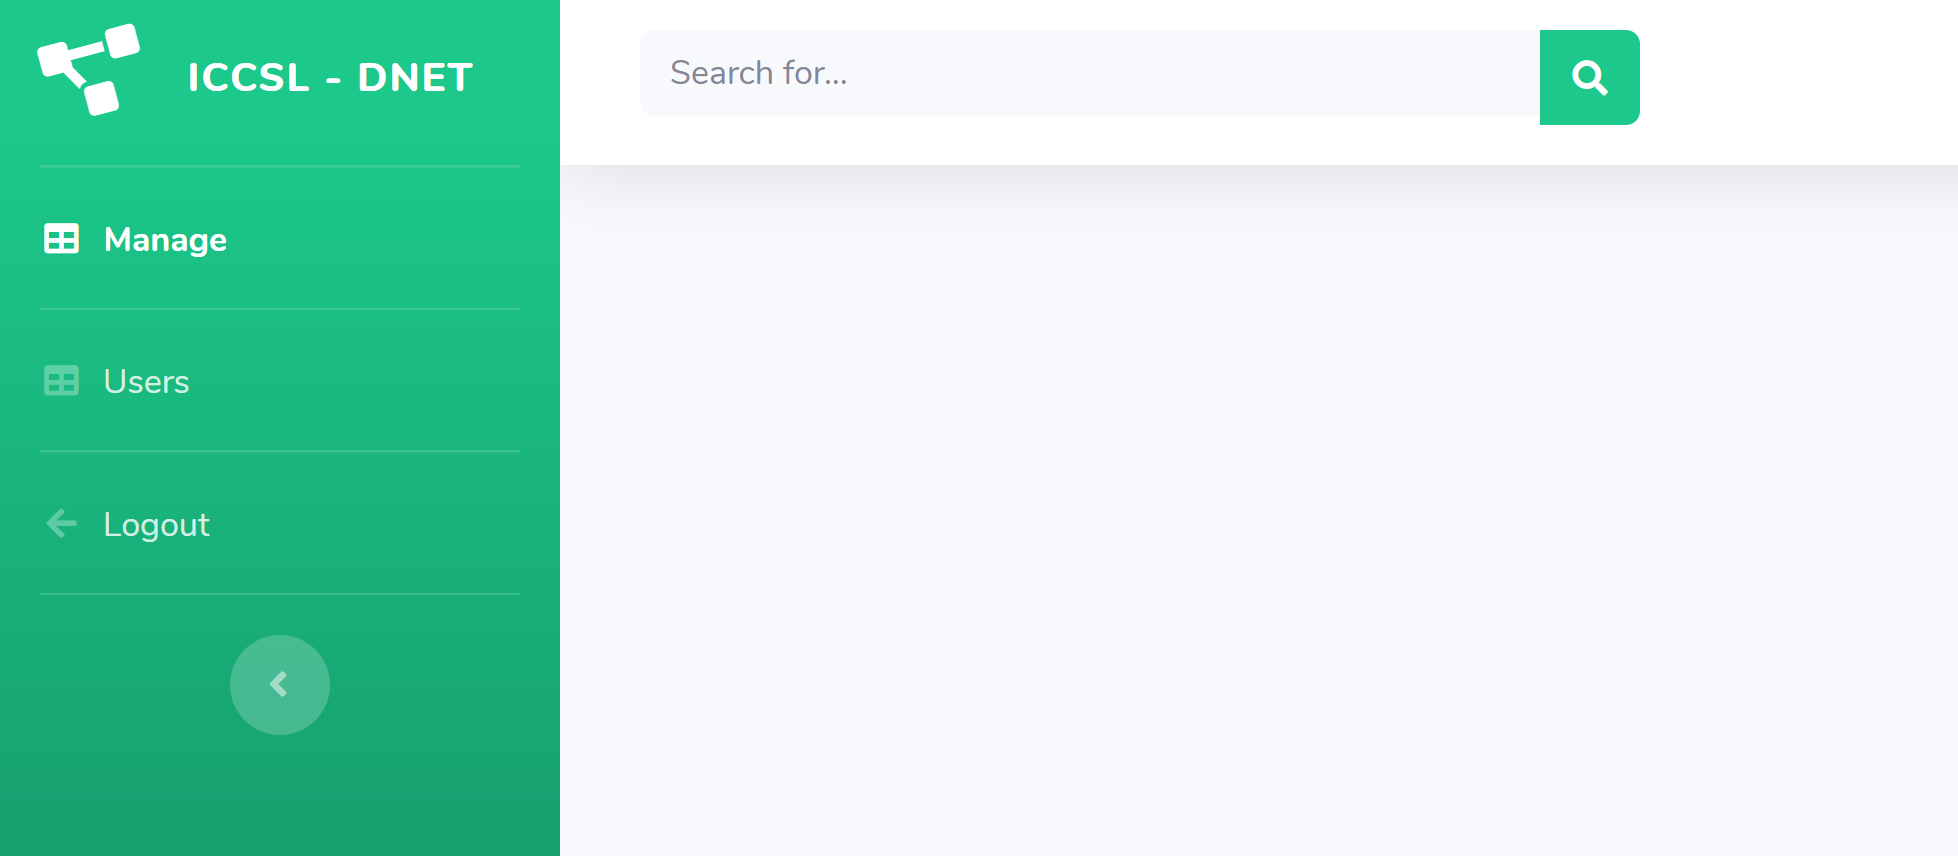 ICCSL - DNET
Search for...
Manage
Users
Logout